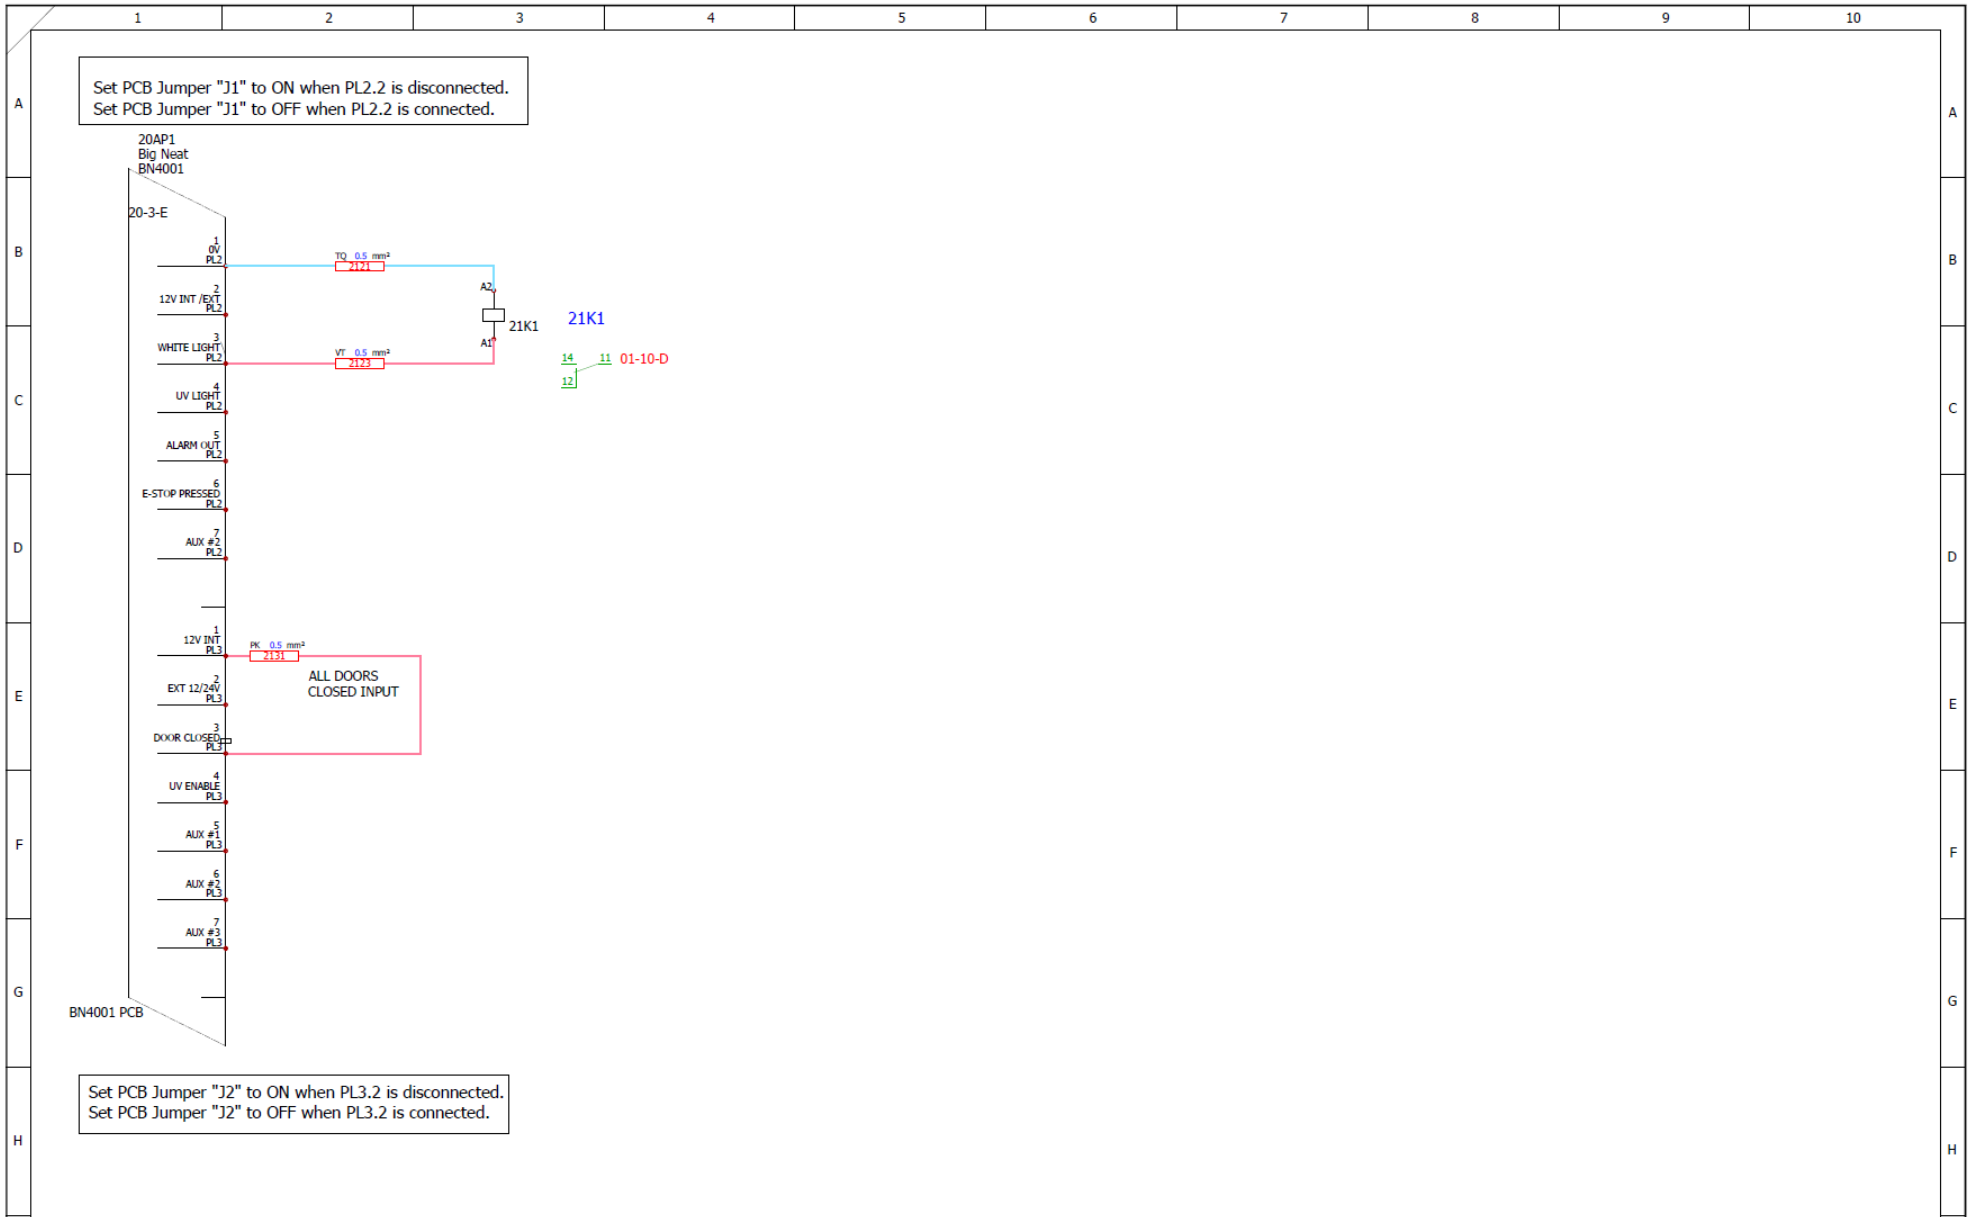 1 2 3 4 5 6 7 8 9 10
A
Set PCB Jumper "J1" to ON when PL2.2 is disconnected.
Set PCB Jumper "J1" to OFF when PL2.2 is connected.
A
20AP1
Big Neat
BN4001
20-3-E
B
B
1
0V
PL2
TQ 0.5 mm²
2121
A2
2
12V INT /EXT
PL2
21K1
21K1
A1
3
WHITE LIGHT
PL2
VT 0.5 mm²
2123
14 11 01-10-D
12
C
C
4
UV LIGHT
PL2
5
ALARM OUT
PL2
6
E-STOP PRESSED
PL2
D
D
7
AUX #2
PL2
1
12V INT
PL3
PK 0.5 mm²
2131
ALL DOORS
CLOSED INPUT
E
E
2
EXT 12/24V
PL3
3
DOOR CLOSED
PL3
4
UV ENABLE
PL3
F
F
5
AUX #1
PL3
6
AUX #2
PL3
7
AUX #3
PL3
G
G
BN4001 PCB
Set PCB Jumper "J2" to ON when PL3.2 is disconnected.
Set PCB Jumper "J2" to OFF when PL3.2 is connected.
H
H